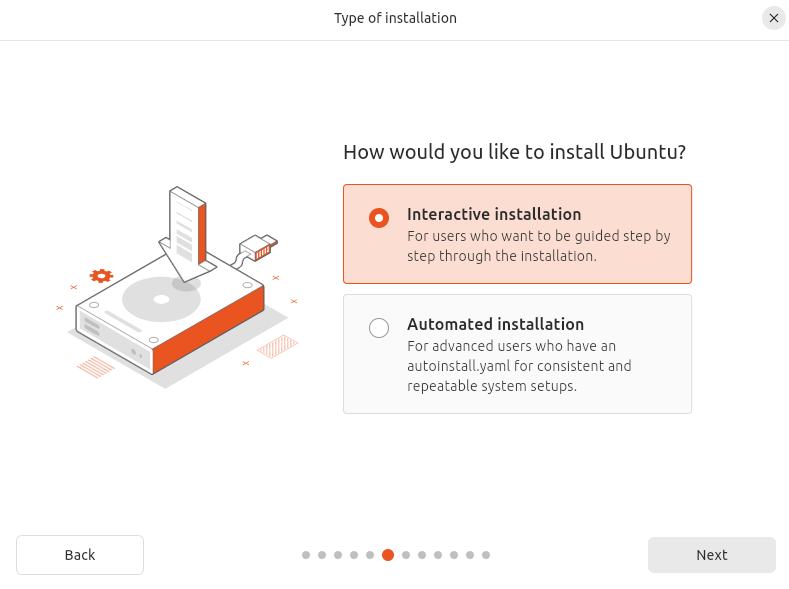 Type of installation
How would you like to install Ubuntu?
Interactive installation
For users who want to be guided step by
step through the installation.
Automated installation
For advanced users who have an
autoinstall.yaml for consistent and
repeatable system setups.
Back
Next